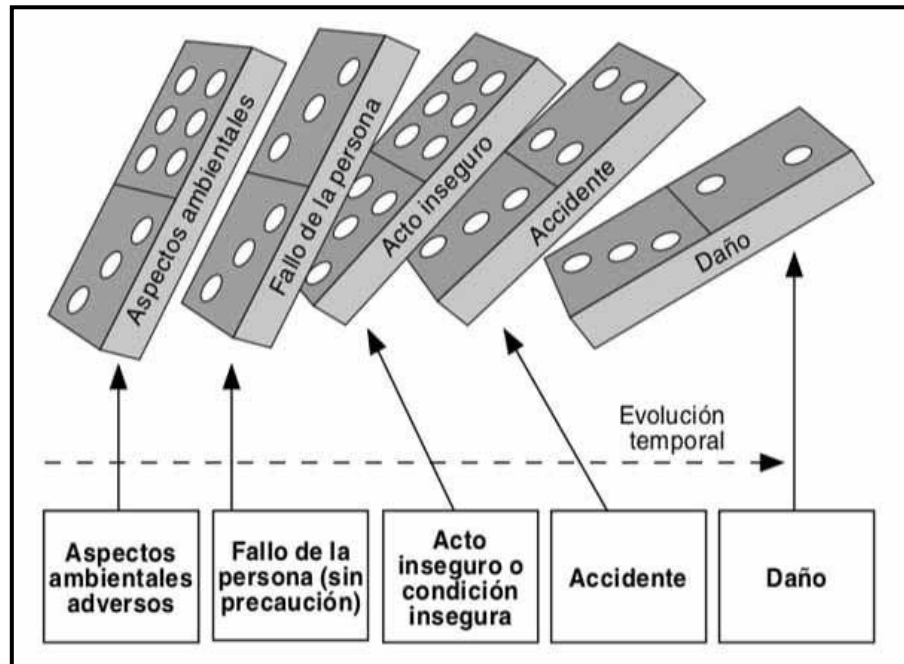 Aspectos ambientales
Fallo de la persona
Acto inseguro
Accidente
Daño
Evolución
temporal
Aspectos
ambientales
adversos
Fallo de la
persona (sin
precaución)
Acto
inseguro o
condición
insegura
Accidente
Daño